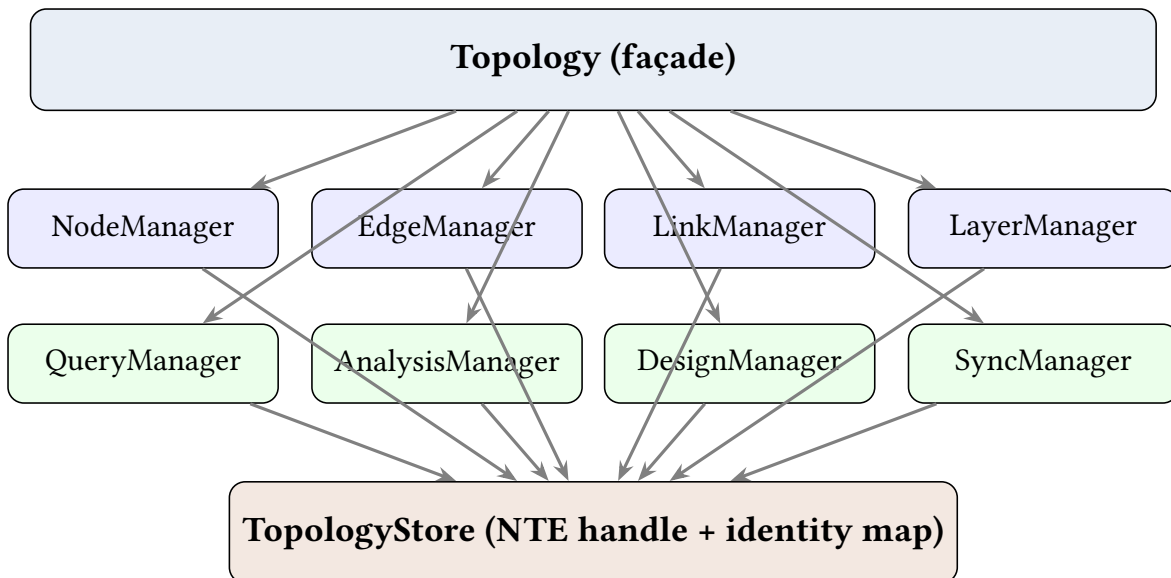 Topology (façade)
NodeManager
EdgeManager
LinkManager
LayerManager
QueryManager
AnalysisManager
DesignManager
SyncManager
TopologyStore (NTE handle + identity map)